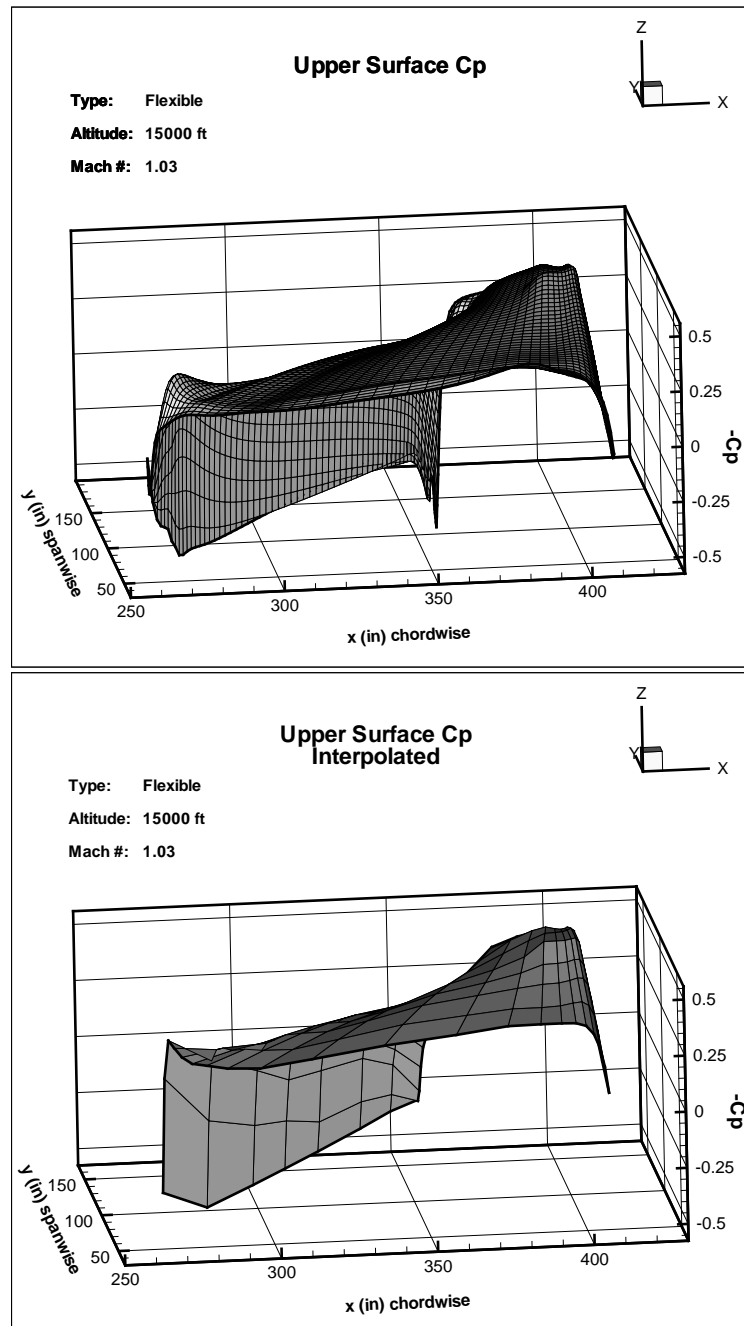 Upper Surface Cp
Type: Flexible
Altitude: 15000 ft
Mach #: 1.03
Z
Y
X
0.5
0.25
0
-0.25
-0.5
-Cp
y (in) spanwise
150
100
50
250
300
350
400
x (in) chordwise
Upper Surface Cp
Interpolated
Type: Flexible
Altitude: 15000 ft
Mach #: 1.03
Z
Y
X
0.5
0.25
0
-0.25
-0.5
-Cp
y (in) spanwise
150
100
50
250
300
350
400
x (in) chordwise